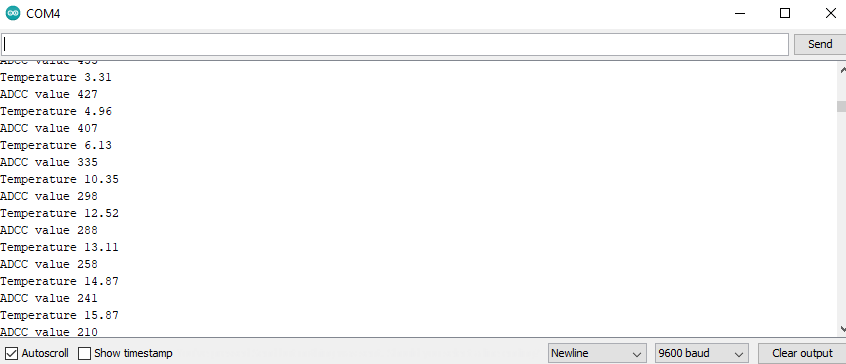 COM4
Send
ADCC value
Temperature 3.31
ADCC value 427
Temperature 4.96
ADCC value 407
Temperature 6.13
ADCC value 335
Temperature 10.35
ADCC value 298
Temperature 12.52
ADCC value 288
Temperature 13.11
ADCC value 258
Temperature 14.87
ADCC value 241
Temperature 15.87
ADCC value 210
Autoscroll Show timestamp Newline 9600 baud Clear output